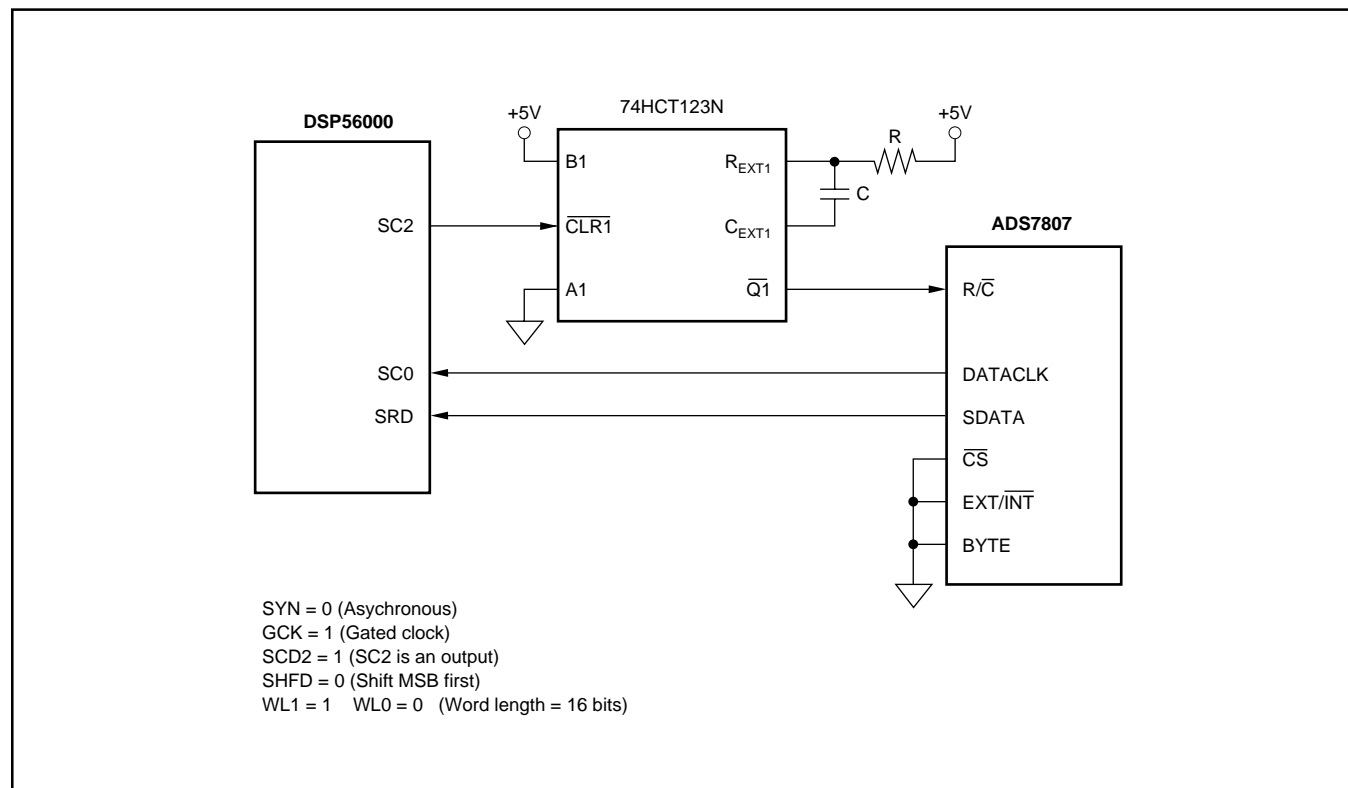 DSP56000
SC2
SC0
SRD
74HCT123N
+5V
B1
CLR1
A1
REXT1
CEXT1
Q1
R
+5V
C
ADS7807
R/C
DATACLK
SDATA
CS
EXT/INT
BYTE
SYN = 0 (Asychronous)
GCK = 1 (Gated clock)
SCD2 = 1 (SC2 is an output)
SHFD = 0 (Shift MSB first)
WL1 = 1 WL0 = 0 (Word length = 16 bits)